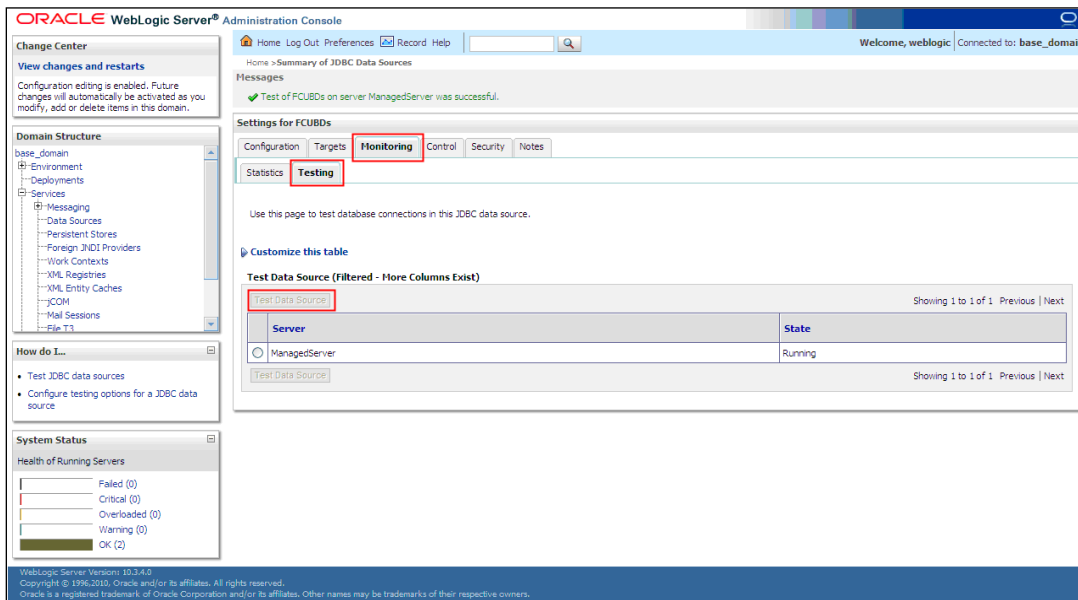 ORACLE WebLogic Server® Administration Console
Change Center
View changes and restarts
Configuration editing is enabled. Future
changes will automatically be activated as you
modify, add or delete items in this domain.
Domain Structure
base_domain
Environment
Deployments
Services
Messaging
Data Sources
Persistent Stores
Foreign JNDI Providers
Work Contexts
XML Registries
XML Entity Caches
jCOM
Mail Sessions
File T3
How do I...
Test JDBC data sources
Configure testing options for a JDBC data
source
System Status
Health of Running Servers
Failed (0)
Critical (0)
Overloaded (0)
Warning (0)
OK (2)
Home Log Out Preferences Record Help
Welcome, weblogic Connected to: base_domai
Home >Summary of JDBC Data Sources
Messages
Test of FCUBDs on server ManagedServer was successful.
Settings for FCUBDs
Configuration Targets Monitoring Control Security Notes
Statistics Testing
Use this page to test database connections in this JDBC data source.
Customize this table
Test Data Source (Filtered - More Columns Exist)
Test Data Source Showing 1 to 1 of 1 Previous | Next
Server State
ManagedServer Running
Test Data Source Showing 1 to 1 of 1 Previous | Next
WebLogic Server Version: 10.3.4.0
Copyright © 1996,2010, Oracle and/or its affiliates. All rights reserved.
Oracle is a registered trademark of Oracle Corporation and/or its affiliates. Other names may be trademarks of their respective owners.